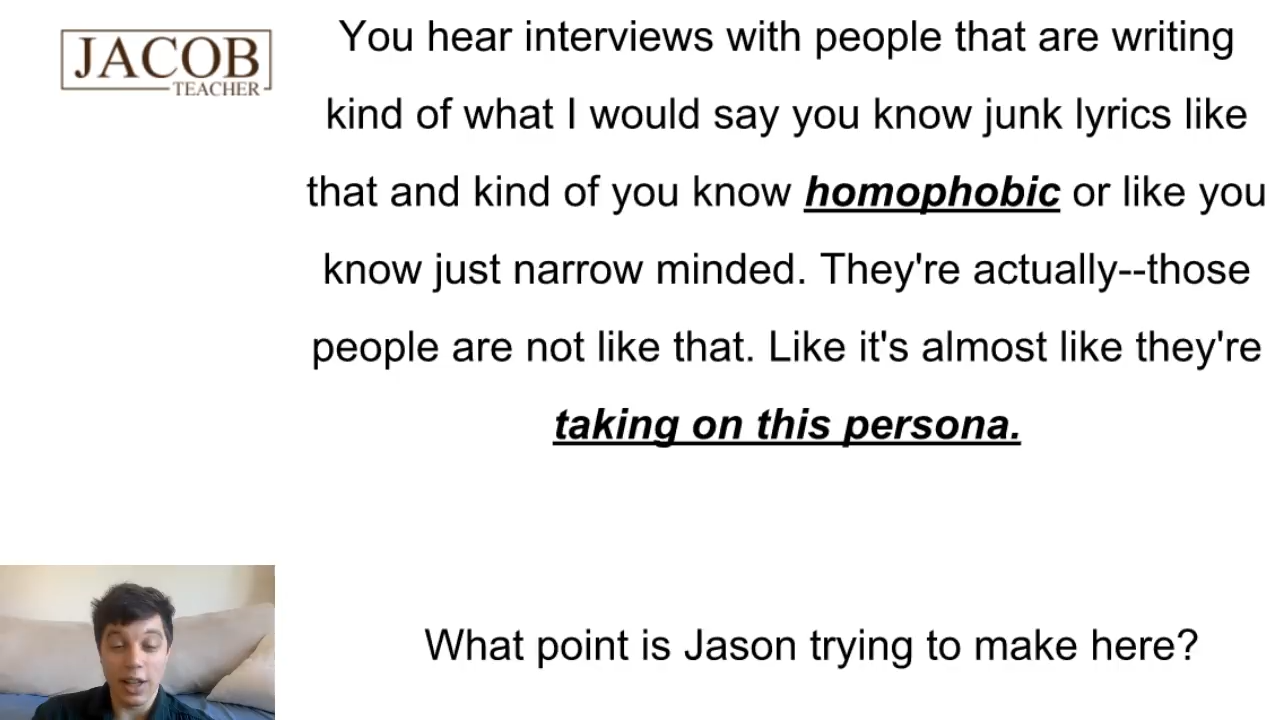 JACOB
TEACHER
You hear interviews with people that are writing
kind of what I would say you know junk lyrics like
that and kind of you know homophobic or like you
know just narrow minded. They're actually--those
people are not like that. Like it's almost like they're
taking on this persona.
What point is Jason trying to make here?